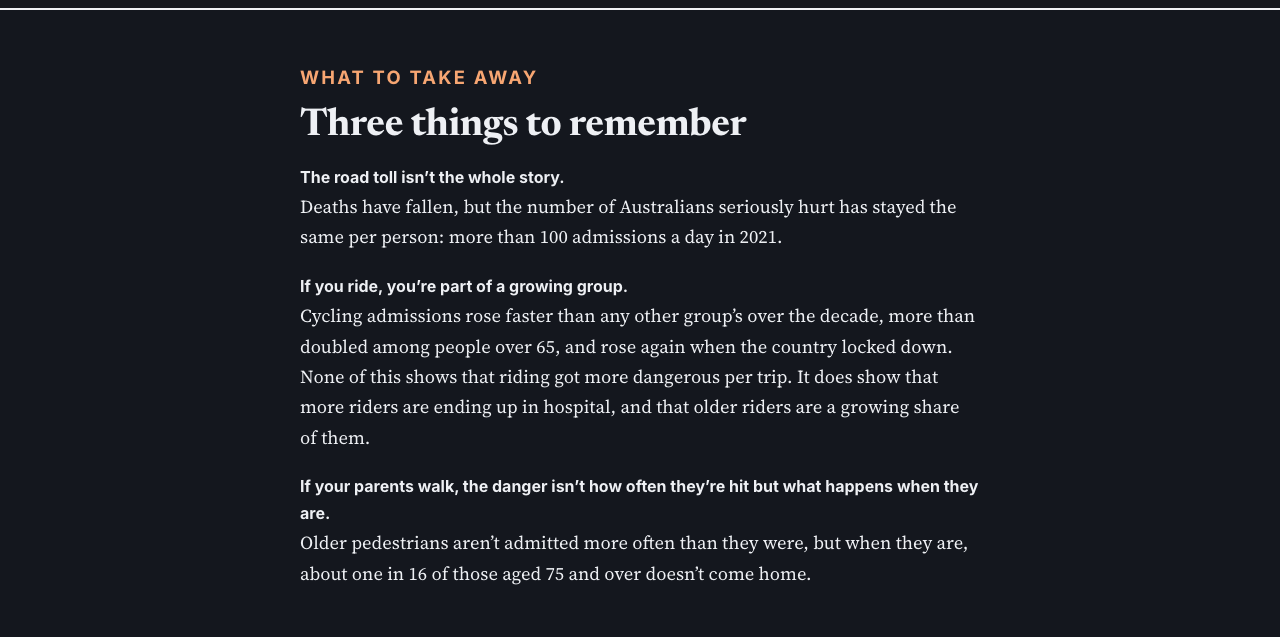 WHAT TO TAKE AWAY
Three things to remember
The road toll isn’t the whole story.
Deaths have fallen, but the number of Australians seriously hurt has stayed the
same per person: more than 100 admissions a day in 2021.
If you ride, you’re part of a growing group.
Cycling admissions rose faster than any other group’s over the decade, more than
doubled among people over 65, and rose again when the country locked down.
None of this shows that riding got more dangerous per trip. It does show that
more riders are ending up in hospital, and that older riders are a growing share
of them.
If your parents walk, the danger isn’t how often they’re hit but what happens when they
are.
Older pedestrians aren’t admitted more often than they were, but when they are,
about one in 16 of those aged 75 and over doesn’t come home.